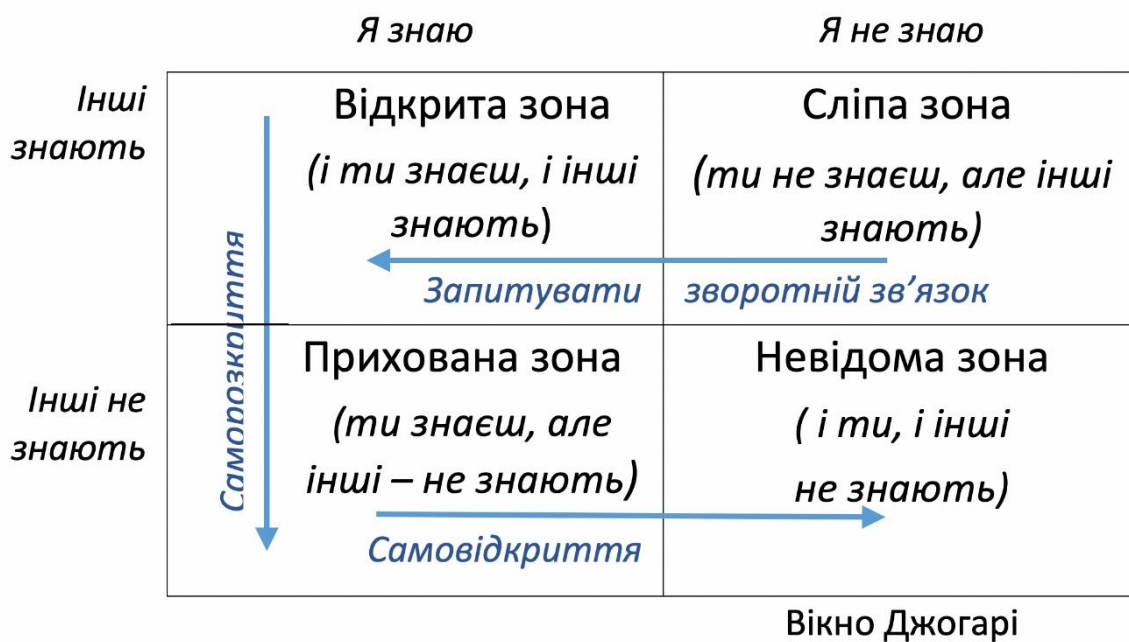 Я знаю
Я не знаю
Інші
знають
Відкрита зона
(і ти знаєш, і інші
знають)
Сліпа зона
(ти не знаєш, але інші
знають)
Запитувати зворотній зв’язок
Саморозкриття
Інші не
знають
Прихована зона
(ти знаєш, але
інші – не знають)
Невідома зона
( і ти, і інші
не знають)
Самовідкриття
Вікно Джогарі